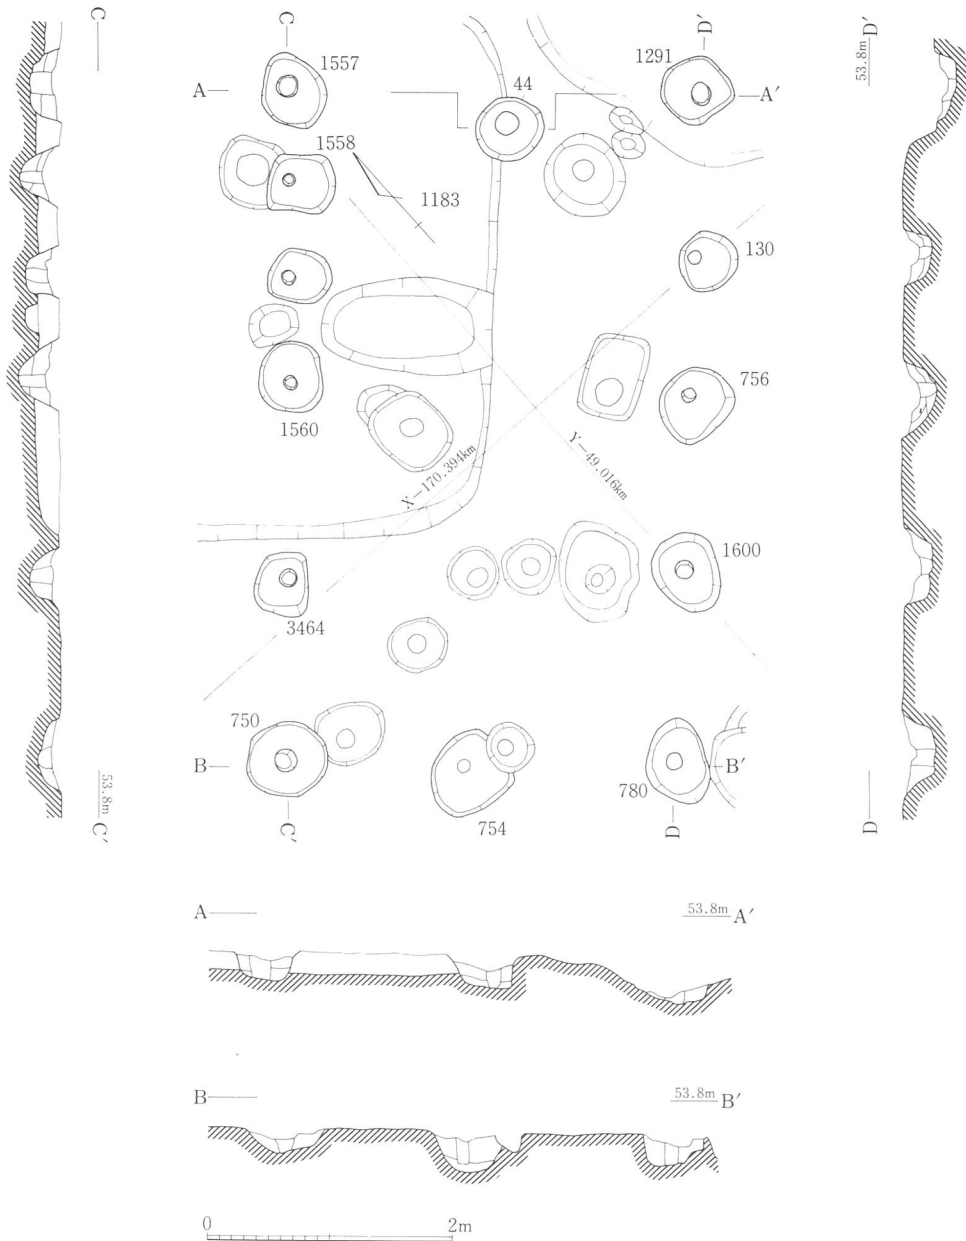 C
53.8m
C′
C
C′
D′
D
53.8m
D′
D
A
A′
1557
44
1291
1558
1183
130
756
1560
X-170.394km
Y-49.016km
1600
3464
750
B
B′
780
754
A
53.8m
A′
B
53.8m
B′
0
2m